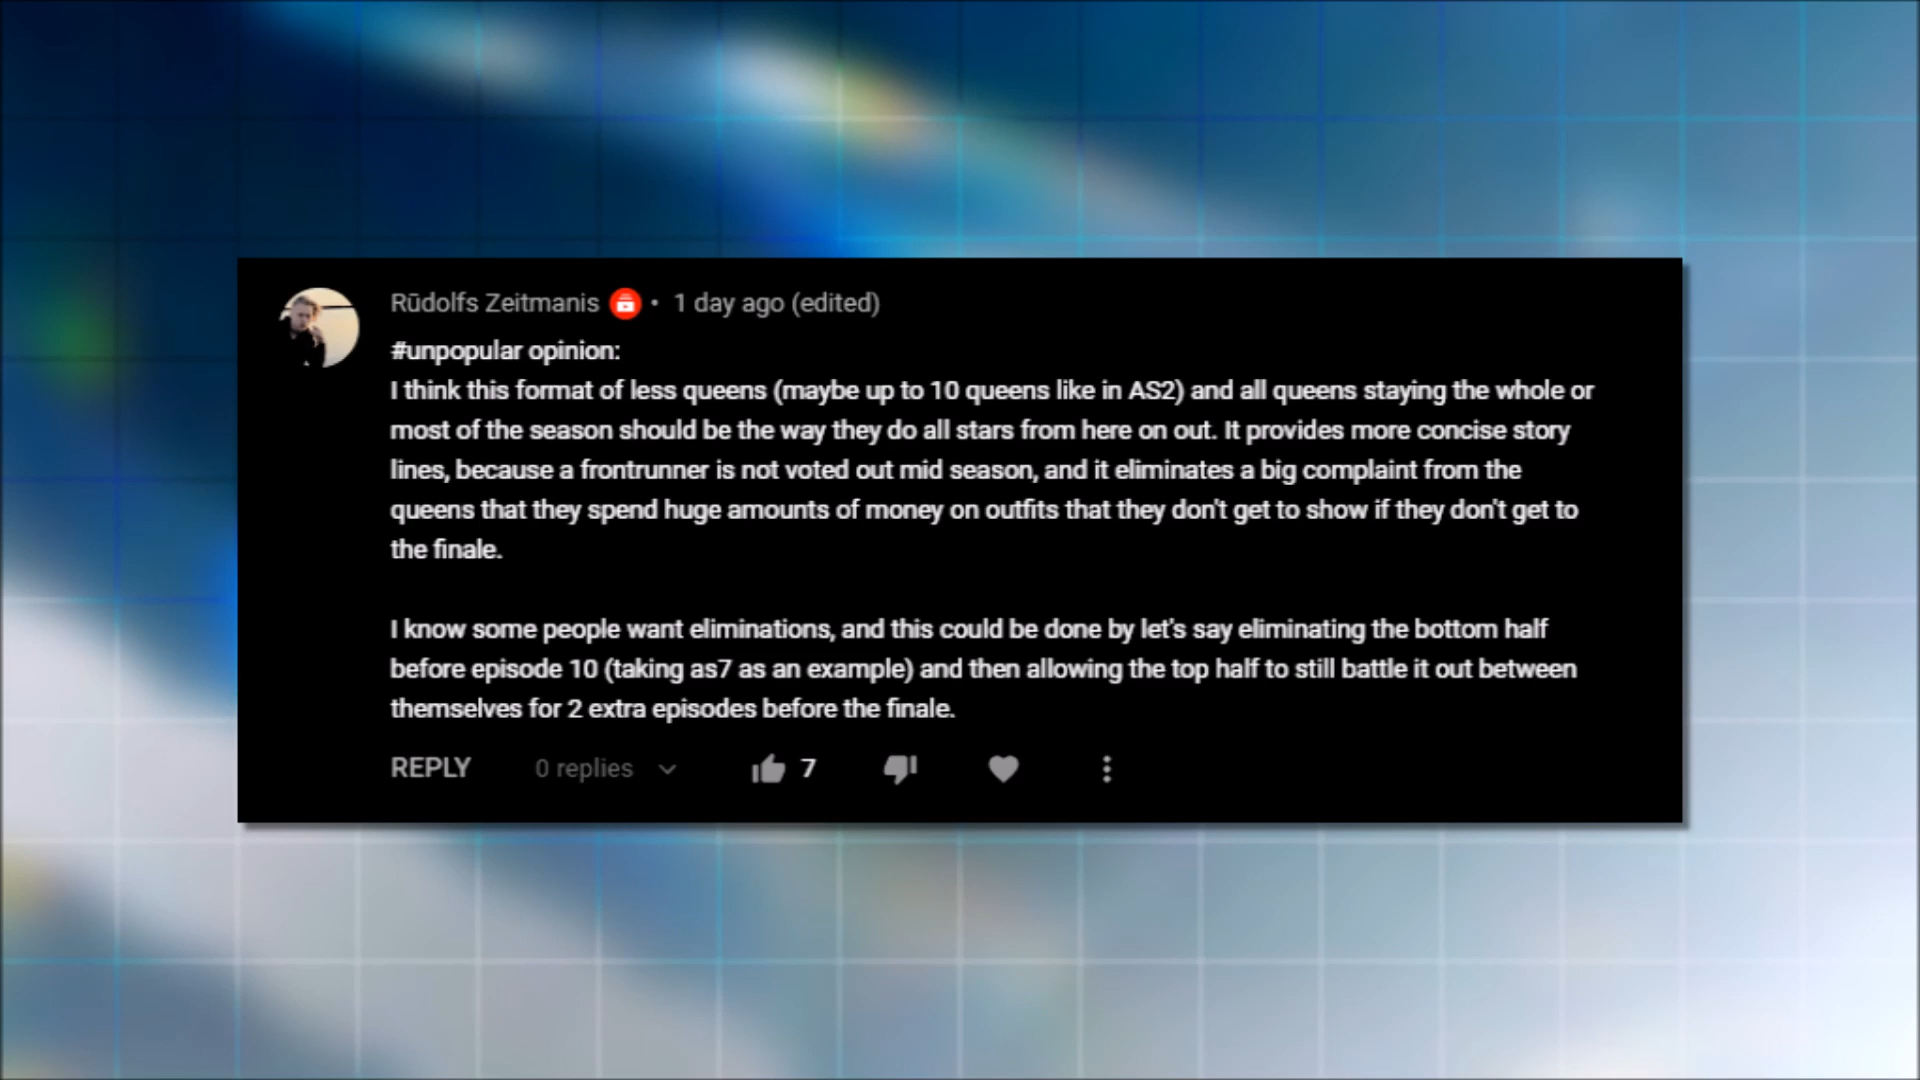 Rūdolfs Zeitmanis • 1 day ago (edited)
#unpopular opinion:
I think this format of less queens (maybe up to 10 queens like in AS2) and all queens staying the whole or
most of the season should be the way they do all stars from here on out. It provides more concise story
lines, because a frontrunner is not voted out mid season, and it eliminates a big complaint from the
queens that they spend huge amounts of money on outfits that they don't get to show if they don't get to
the finale.
I know some people want eliminations, and this could be done by let's say eliminating the bottom half
before episode 10 (taking as7 as an example) and then allowing the top half to still battle it out between
themselves for 2 extra episodes before the finale.
REPLY 0 replies 7